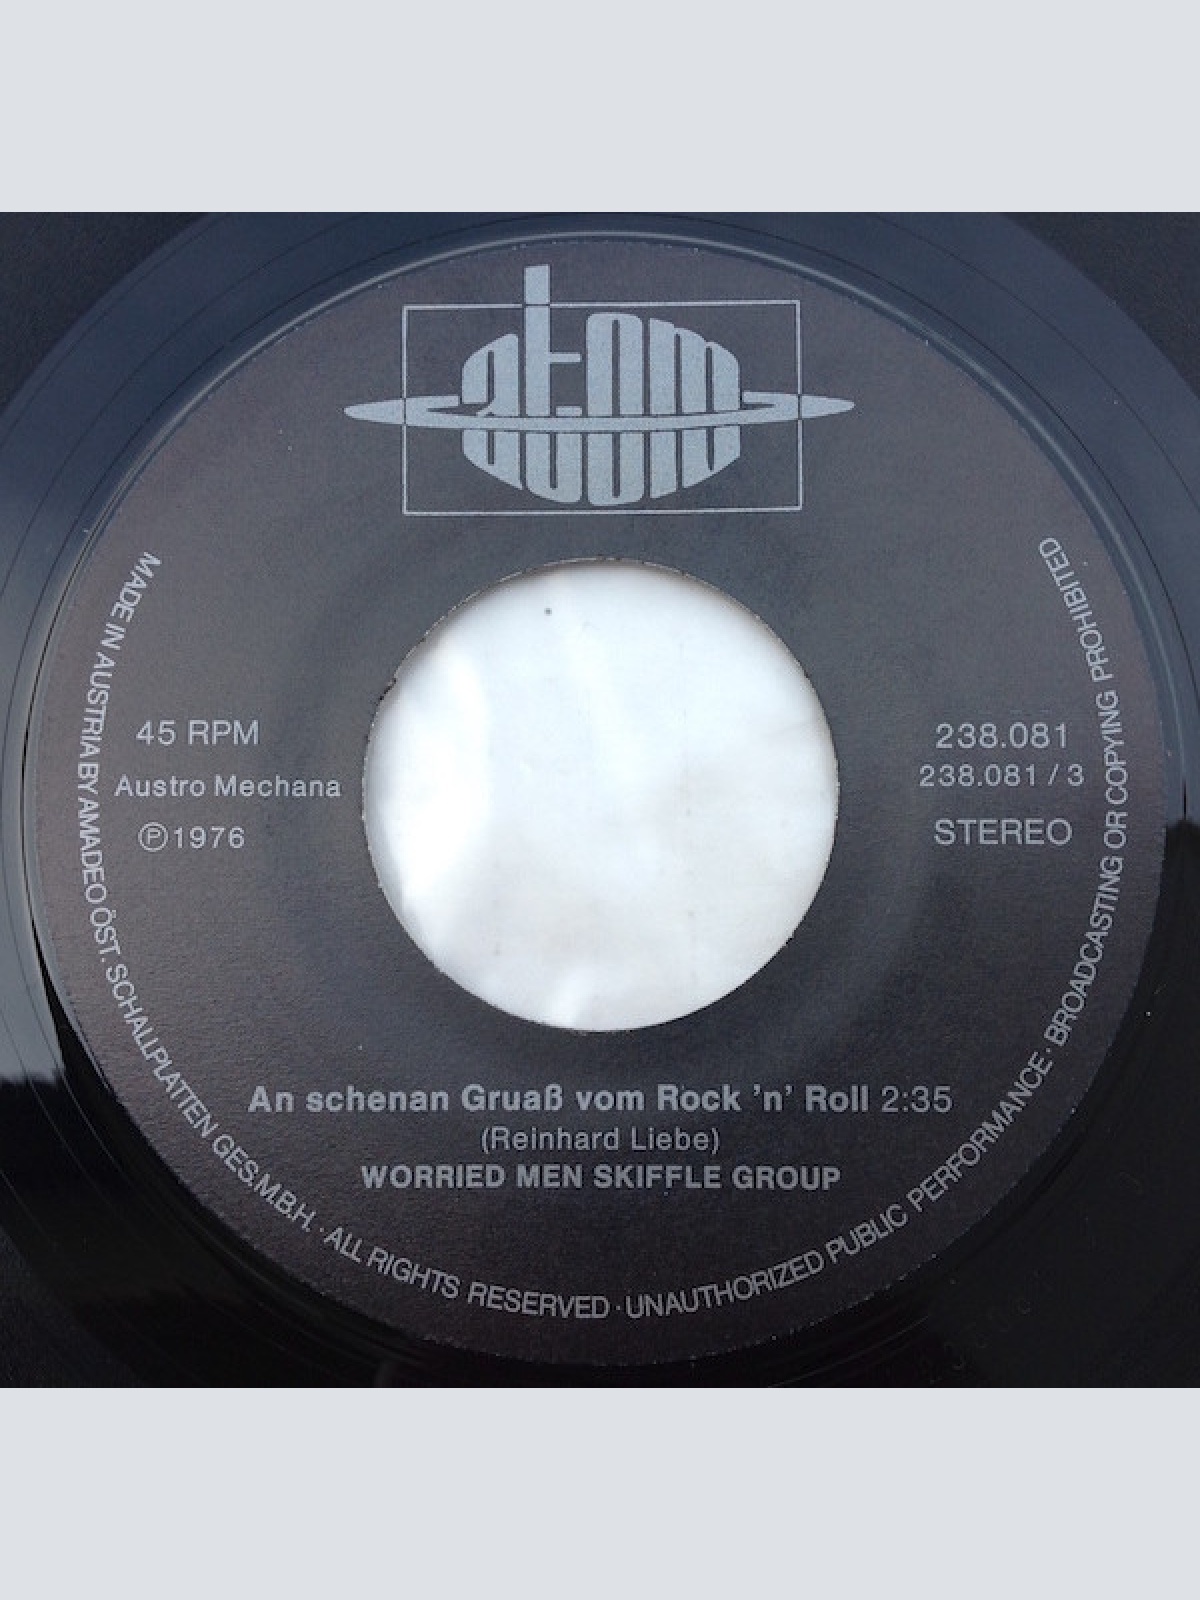 atom
45 RPM
Austro Mechana
Ⓟ1976
238.081
238.081 / 3
STEREO
An schenan Gruaß vom Rock 'n' Roll 2:35
(Reinhard Liebe)
WORRIED MEN SKIFFLE GROUP
MADE IN AUSTRIA BY AMADEO ÖST. SCHALLPLATTEN GES.M.B.H. · ALL RIGHTS RESERVED · UNAUTHORIZED PUBLIC PERFORMANCE · BROADCASTING OR COPYING PROHIBITED